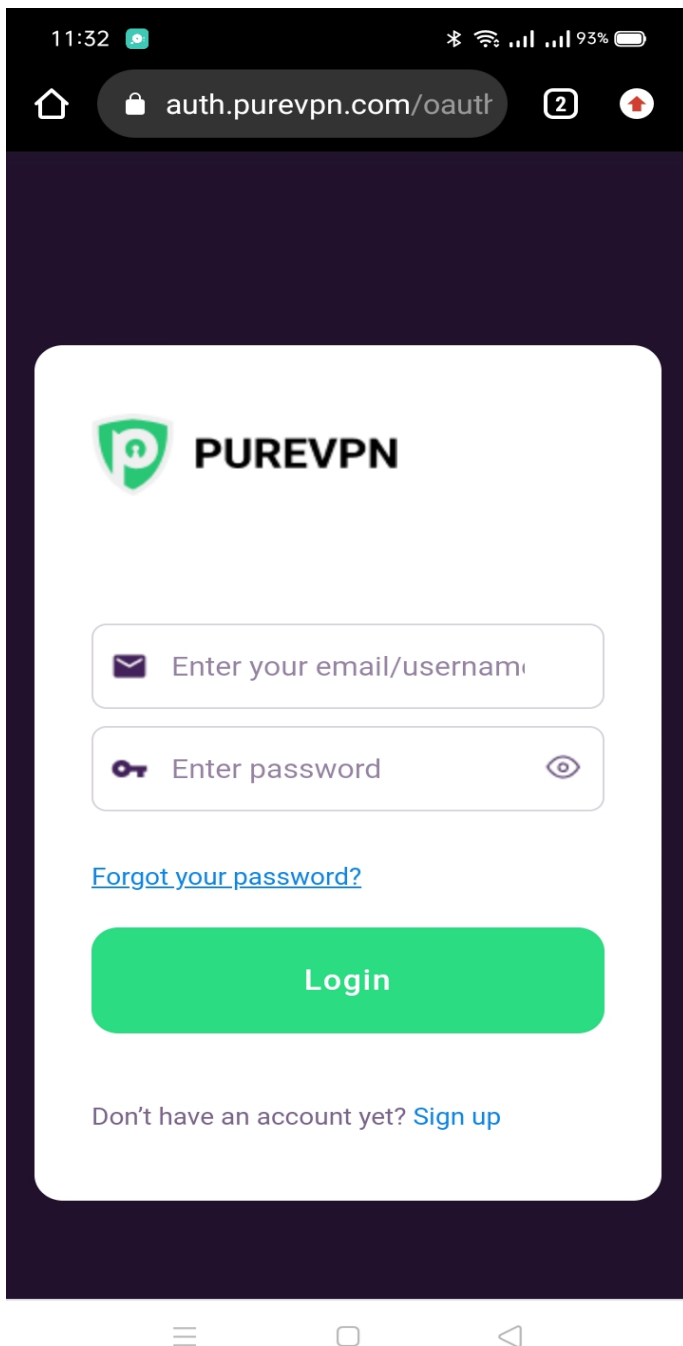 11:32
93%
auth.purevpn.com/oauth
2
PUREVPN
Enter your email/usernam
Enter password
Forgot your password?
Login
Don't have an account yet? Sign up